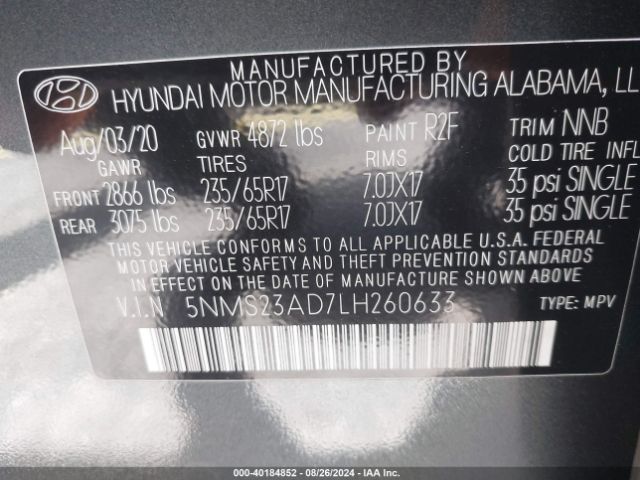 MANUFACTURED BY
HYUNDAI MOTOR MANUFACTURING ALABAMA, LL
Aug/03/20 GVWR 4872 lbs PAINT R2F TRIM NNB
GAWR TIRES RIMS COLD TIRE INFL
FRONT 2866 lbs 235/65R17 7.0JX17 35 psi SINGLE
REAR 3075 lbs 235/65R17 7.0JX17 35 psi SINGLE
THIS VEHICLE CONFORMS TO ALL APPLICABLE U.S.A. FEDERAL
MOTOR VEHICLE SAFETY AND THEFT PREVENTION STANDARDS
IN EFFECT ON THE DATE OF MANUFACTURE SHOWN ABOVE
V.I.N 5NMS23AD7LH260633 TYPE: MPV
000-40184852 / 08/26/2024 - IAA Inc.